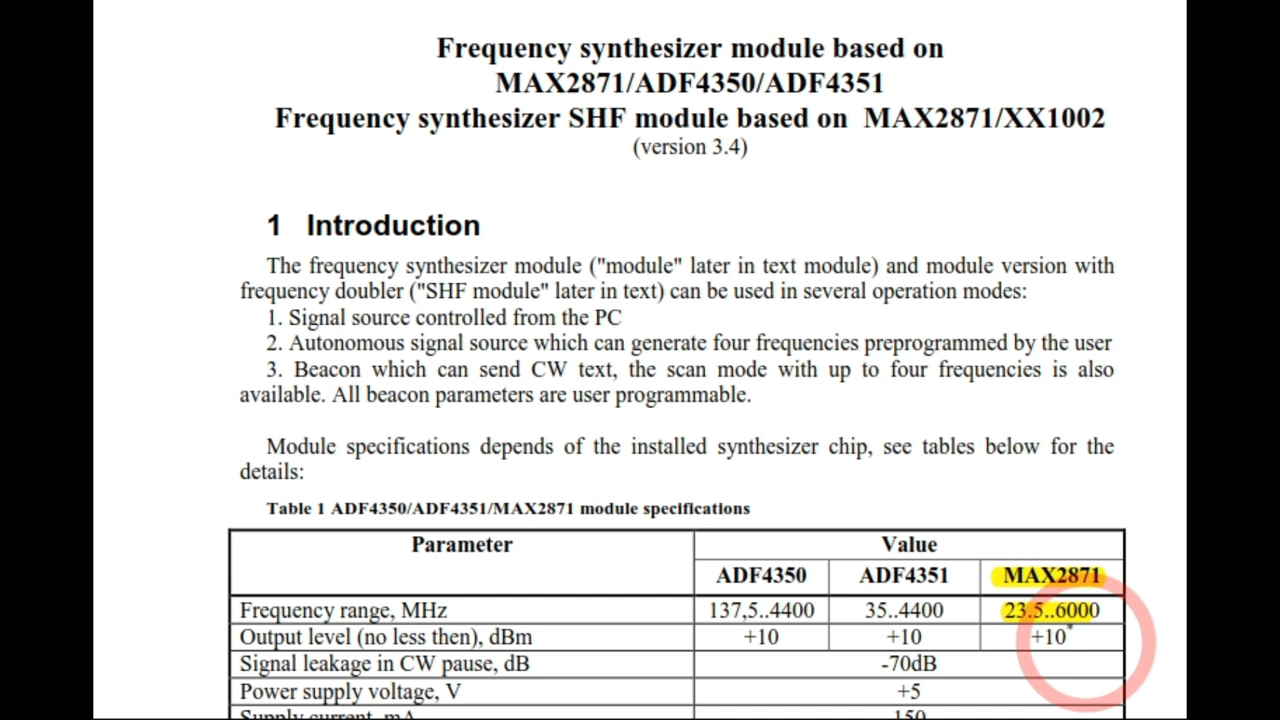 Frequency synthesizer module based on
MAX2871/ADF4350/ADF4351
Frequency synthesizer SHF module based on MAX2871/XX1002
(version 3.4)
1 Introduction
The frequency synthesizer module ("module" later in text module) and module version with
frequency doubler ("SHF module" later in text) can be used in several operation modes:
1. Signal source controlled from the PC
2. Autonomous signal source which can generate four frequencies preprogrammed by the user
3. Beacon which can send CW text, the scan mode with up to four frequencies is also
available. All beacon parameters are user programmable.
Module specifications depends of the installed synthesizer chip, see tables below for the
details:
Table 1 ADF4350/ADF4351/MAX2871 module specifications
Parameter Value
ADF4350 ADF4351 MAX2871
Frequency range, MHz 137,5..4400 35..4400 23.5..6000
Output level (no less then), dBm +10 +10 +10*
Signal leakage in CW pause, dB -70dB
Power supply voltage, V +5
Supply current, mA 150